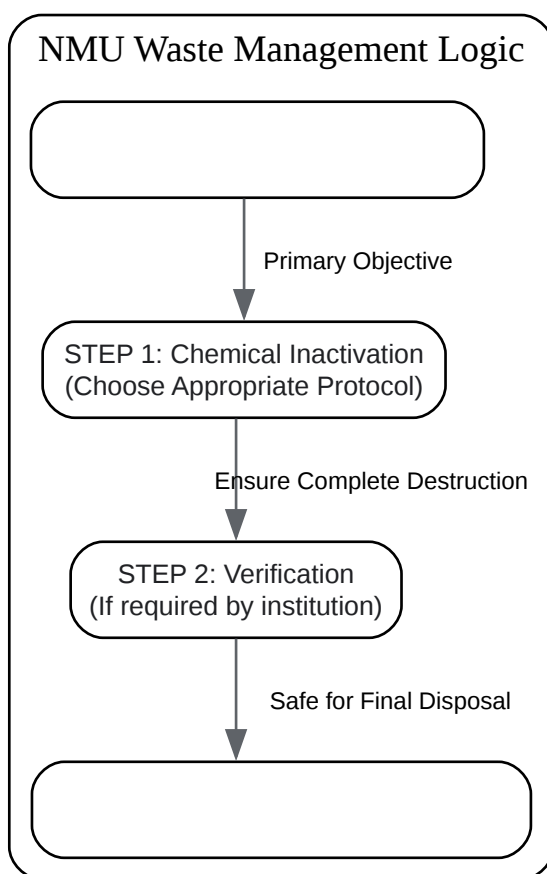 NMU Waste Management Logic
Primary Objective
STEP 1: Chemical Inactivation
(Choose Appropriate Protocol)
Ensure Complete Destruction
STEP 2: Verification
(If required by institution)
Safe for Final Disposal